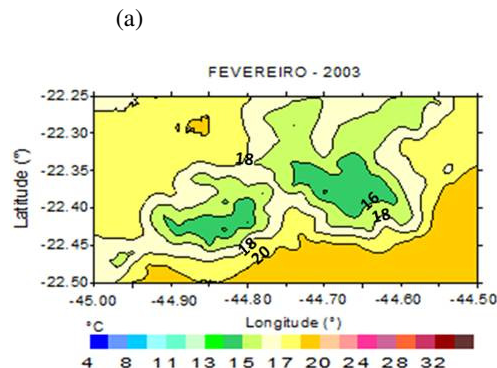 (a)
FEVEREIRO - 2003
Latitude (°)
-22.25
-22.30
-22.35
-22.40
-22.45
-22.50
18
16
18
18
20
-45.00 -44.90 -44.80 -44.70 -44.60 -44.50
Longitude (°)
°C
4 8 11 13 15 17 20 24 28 32